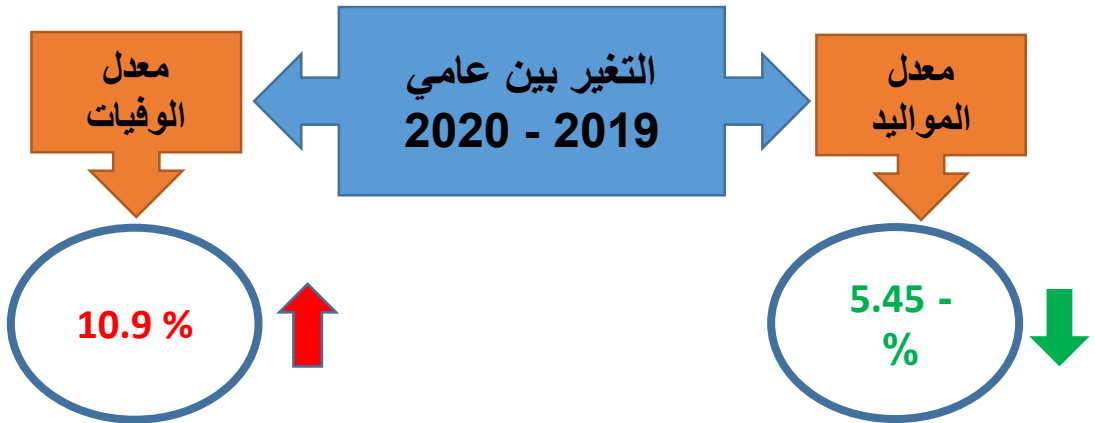 التغير بين عامي
2019 - 2020
معدل
المواليد
معدل
الوفيات
5.45 -
%
10.9 %